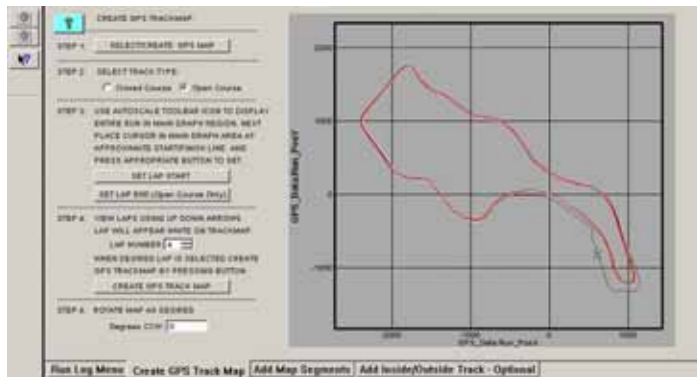 CREATE GPS TRACKMAP
STEP 1: SELECT/CREATE GPS MAP
STEP 2: SELECT TRACK TYPE:
Closed Course Open Course
STEP 3: USE AUTOSCALE TOOLBAR ICON TO DISPLAY
ENTIRE RUN IN MAIN GRAPH REGION, NEXT
PLACE CURSOR IN MAIN GRAPH AREA AT
APPROXIMATE START/FINISH LINE AND
PRESS APPROPRIATE BUTTON TO SET
SET LAP START
SET LAP END (Open Course Only)
STEP 4: VIEW LAPS USING UP DOWN ARROWS
LAP WILL APPEAR WHITE ON TRACKMAP.
LAP NUMBER
WHEN DESIRED LAP IS SELECTED CREATE
GPS TRACKMAP BY PRESSING BUTTON
CREATE GPS TRACK MAP
STEP 5: ROTATE MAP AS DESIRED
Degrees CCW 0
2000
1000
0
-1000
GPS_Data.Run_PosY
-2000 -1000 0 1000
GPS_Data.Run_PosX
Run Log Menu Create GPS Track Map Add Map Segments Add Inside/Outside Track - Optional